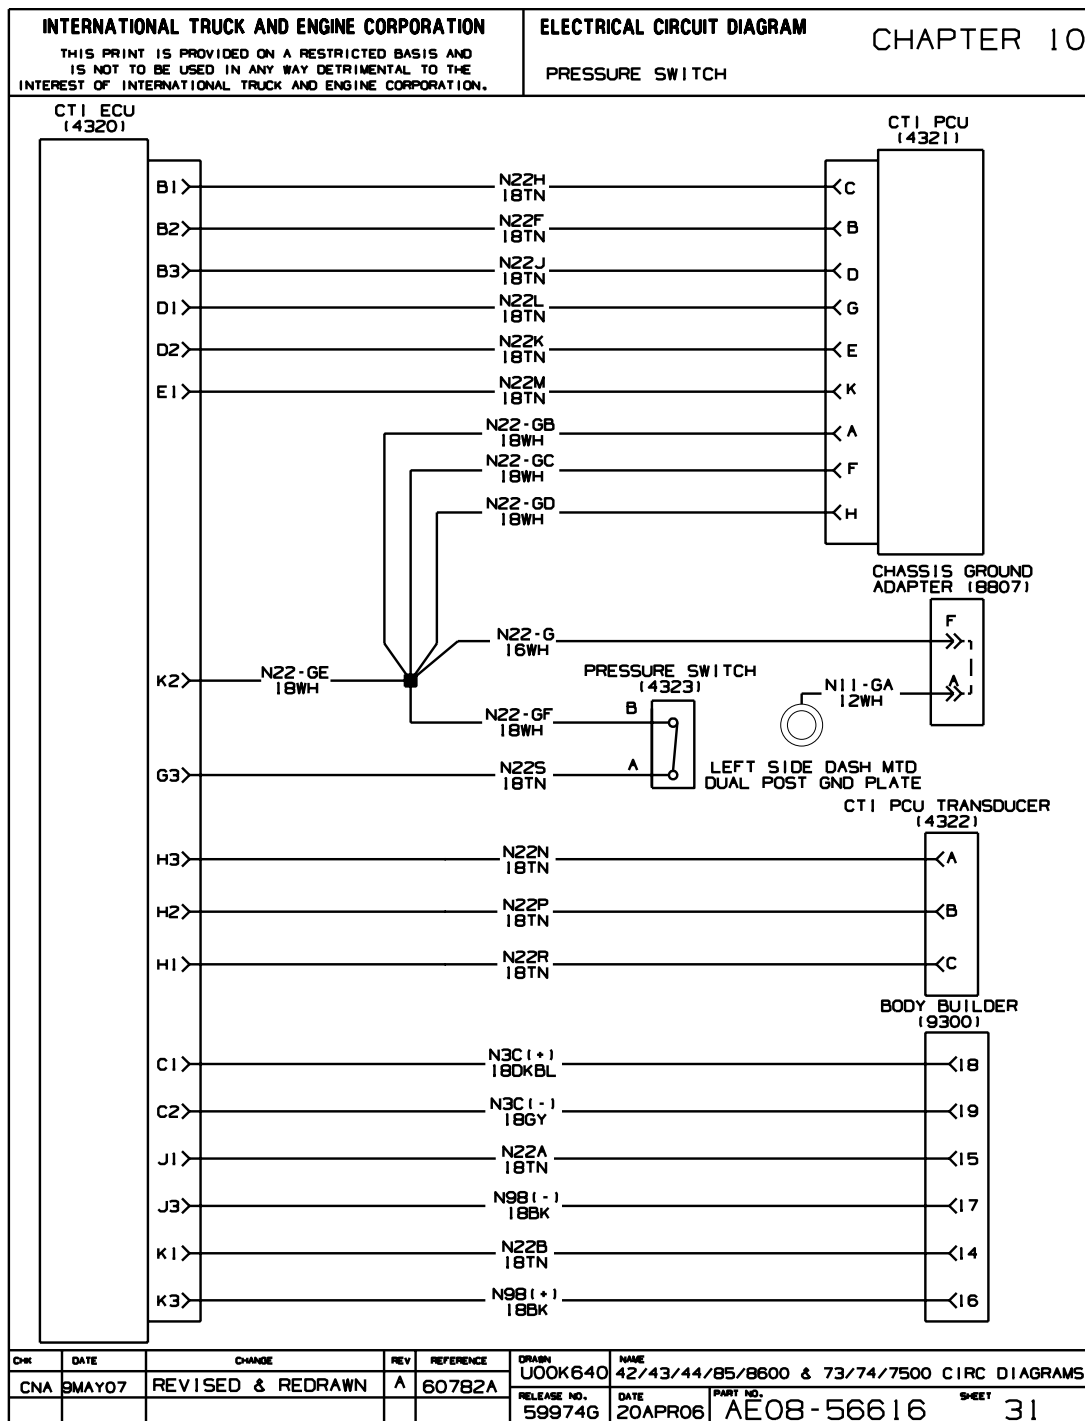 INTERNATIONAL TRUCK AND ENGINE CORPORATION
THIS PRINT IS PROVIDED ON A RESTRICTED BASIS AND
IS NOT TO BE USED IN ANY WAY DETRIMENTAL TO THE
INTEREST OF INTERNATIONAL TRUCK AND ENGINE CORPORATION.
ELECTRICAL CIRCUIT DIAGRAM
PRESSURE SWITCH
CHAPTER 10
CTI ECU
(4320)
CTI PCU
(4321)
B1 N22H C
18TN
B2 N22F B
18TN
B3 N22J D
18TN
D1 N22L G
18TN
D2 N22K E
18TN
E1 N22M K
18TN
N22-GB A
18WH
N22-GC F
18WH
N22-GD H
18WH
CHASSIS GROUND
ADAPTER (8807)
N22-G F
16WH
K2 N22-GE
18WH
PRESSURE SWITCH
(4323)
N11-GA A
12WH
N22-GF B
18WH
G3 N22S A
18TN
LEFT SIDE DASH MTD
DUAL POST GND PLATE
CTI PCU TRANSDUCER
(4322)
H3 N22N A
18TN
H2 N22P B
18TN
H1 N22R C
18TN
BODY BUILDER
(9300)
C1 N3C(+) 18
18DKBL
C2 N3C(-) 19
18GY
J1 N22A 15
18TN
J3 N98(-) 17
18BK
K1 N22B 14
18TN
K3 N98(+) 16
18BK
CHK DATE CHANGE REV REFERENCE
CNA 9MAY07 REVISED & REDRAWN A 60782A
DRAWN
U00K640
NAME
42/43/44/85/8600 & 73/74/7500 CIRC DIAGRAMS
RELEASE NO.
59974G
DATE
20APR06
PART NO.
AE08-56616
SHEET
31